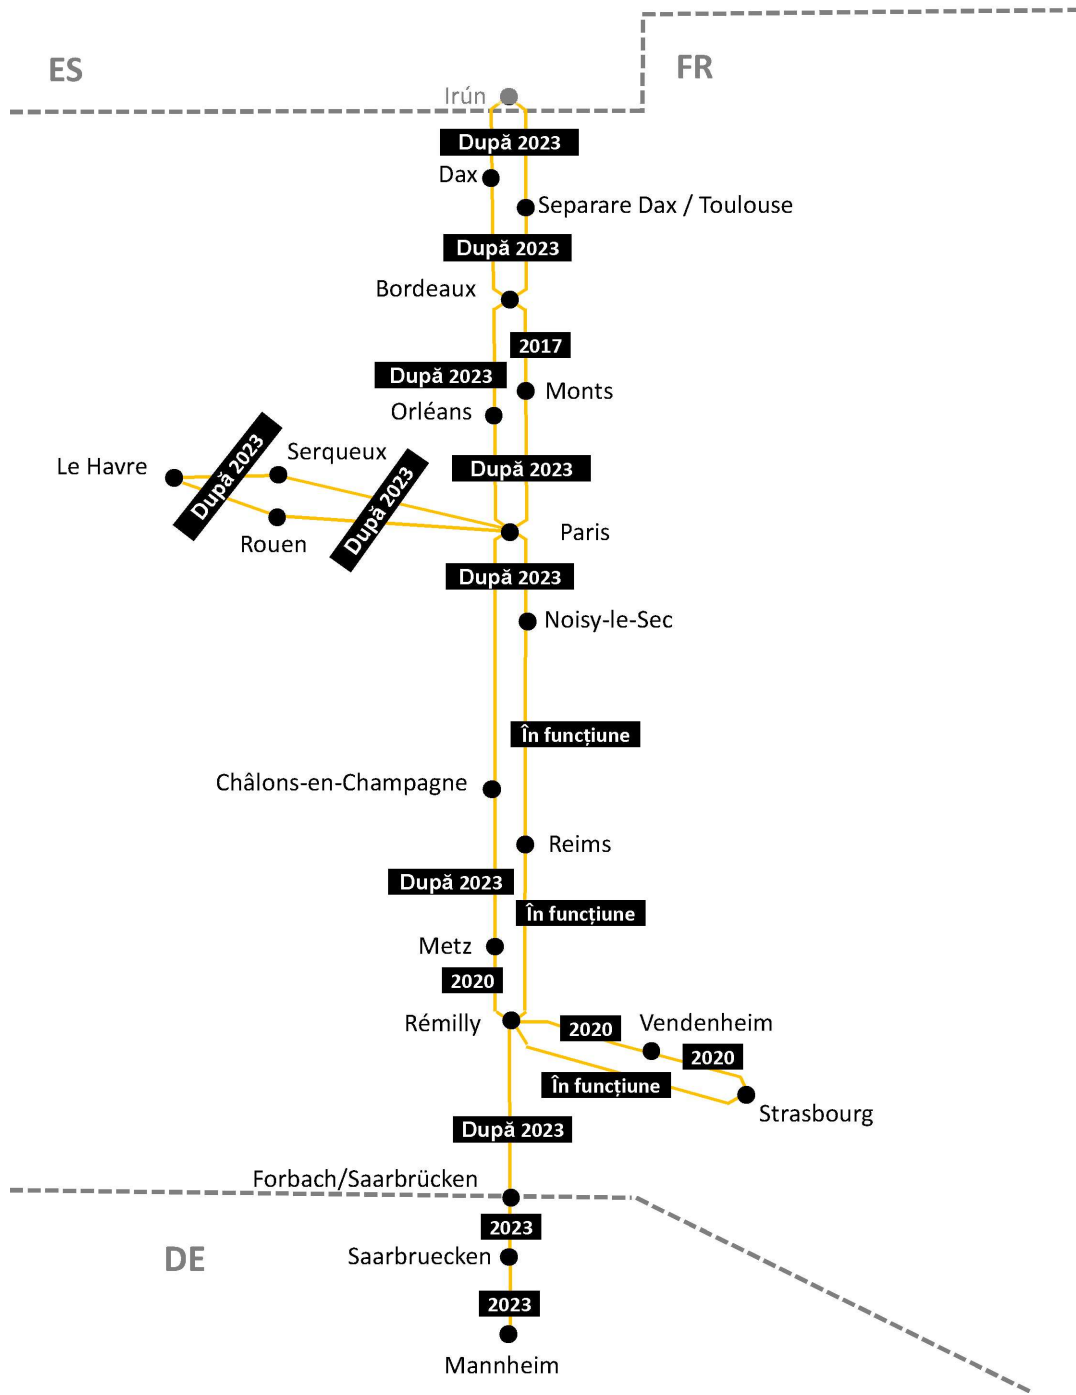 ES
FR
Irún
După 2023
Dax
Separare Dax / Toulouse
După 2023
Bordeaux
2017
După 2023
Monts
Orléans
Serqueux
Le Havre
După 2023
După 2023
După 2023
Rouen
Paris
După 2023
Noisy-le-Sec
În funcțiune
Châlons-en-Champagne
Reims
După 2023
În funcțiune
Metz
2020
Rémilly
2020
Vendenheim
2020
În funcțiune
Strasbourg
După 2023
Forbach/Saarbrücken
2023
DE
Saarbruecken
2023
Mannheim